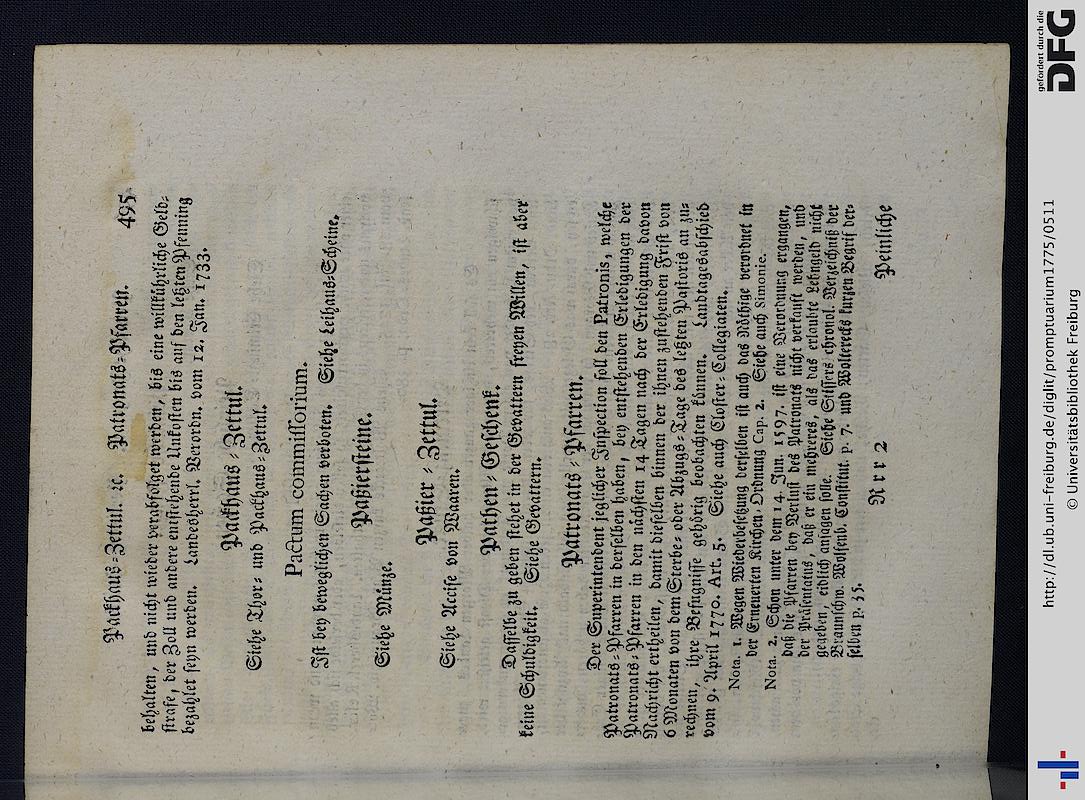 Packhaus-Zettul. ꝛc. Patronats-Pfarren. 495
behalten, und nicht wieder verabfolget werden, bis eine willkührliche Geld-
strafe, der Zoll und andere entstehende Unkosten bis auf den letzten Pfenning
bezahlet seyn werden. Landesherrl. Verordn. vom 12. Jan. 1733.
Packhaus-Zettul.
Siehe Thor- und Packhaus-Zettul.
Pactum commissorium.
Ist bey beweglichen Sachen verboten. Siehe Leihaus-Scheine.
Paßiersteine.
Siehe Münze.
Paßier-Zettul.
Siehe Accise von Waaren.
Pathen-Geschenk.
Dasselbe zu geben stehet in der Gevattern freyen Willen, ist aber
keine Schuldigkeit. Siehe Gevattern.
Patronats-Pfarren.
Der Superintendent jeglicher Inspection soll den Patronis, welche
Patronats-Pfarren in derselben haben, bey entstehenden Erledigungen der
Patronats-Pfarren in den nächsten 14 Tagen nach der Erledigung davon
Nachricht ertheilen, damit dieselben binnen der ihnen zustehenden Frist von
6 Monaten von dem Sterbe- oder Abzugs-Tage des letzten Pastoris an zu-
rechnen, ihre Befugnisse gehörig beobachten können. Landtagesabschied
vom 9. April 1770. Art. 5. Siehe auch Closter-Collegiaten.
Nota. 1. Wegen Wiederbesetzung derselben ist auch das Nöthige verordnet in
der Erneuerten Kirchen-Ordnung Cap. 2. Siehe auch Simonie.
Nota. 2. Schon unter dem 14. Jun. 1597. ist eine Verordnung ergangen,
daß die Pfarren bey Verlust des Patronats nicht verkauft werden, und
der Präsentatus, daß er ein mehreres, als das erlaubte Lehngeld nicht
gegeben, eidlich ansagen solle. Siehe Stissers chronol. Verzeichniß der
Braunschw. Wolfenb. Constitut. p. 7. und Woltereks kurzen Begrif der-
selben p. 55.
Rrr 2
Peinliche
gefördert durch die
DFG
http://dl.ub.uni-freiburg.de/diglit/promptuarium1775/0511
© Universitätsbibliothek Freiburg